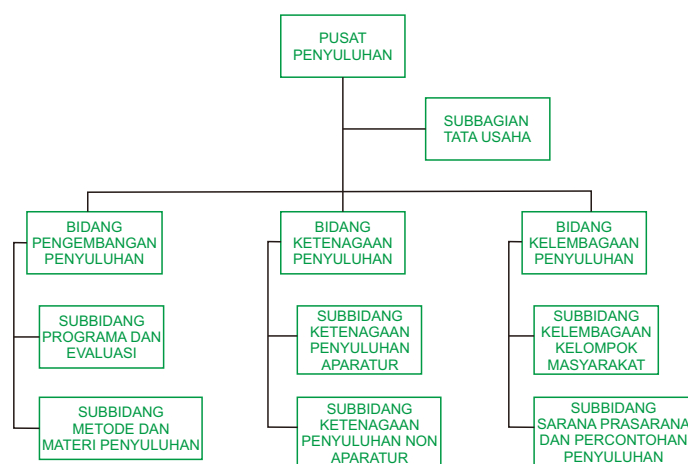 PUSAT
PENYULUHAN
SUBBAGIAN
TATA USAHA
BIDANG
PENGEMBANGAN
PENYULUHAN
BIDANG
KETENAGAAN
PENYULUHAN
BIDANG
KELEMBAGAAN
PENYULUHAN
SUBBIDANG
PROGRAMA DAN
EVALUASI
SUBBIDANG
KETENAGAAN
PENYULUHAN
APARATUR
SUBBIDANG
KELEMBAGAAN
KELOMPOK
MASYARAKAT
SUBBIDANG
METODE DAN
MATERI PENYULUHAN
SUBBIDANG
KETENAGAAN
PENYULUHAN NON
APARATUR
SUBBIDANG
SARANA PRASARANA
DAN PERCONTOHAN
PENYULUHAN